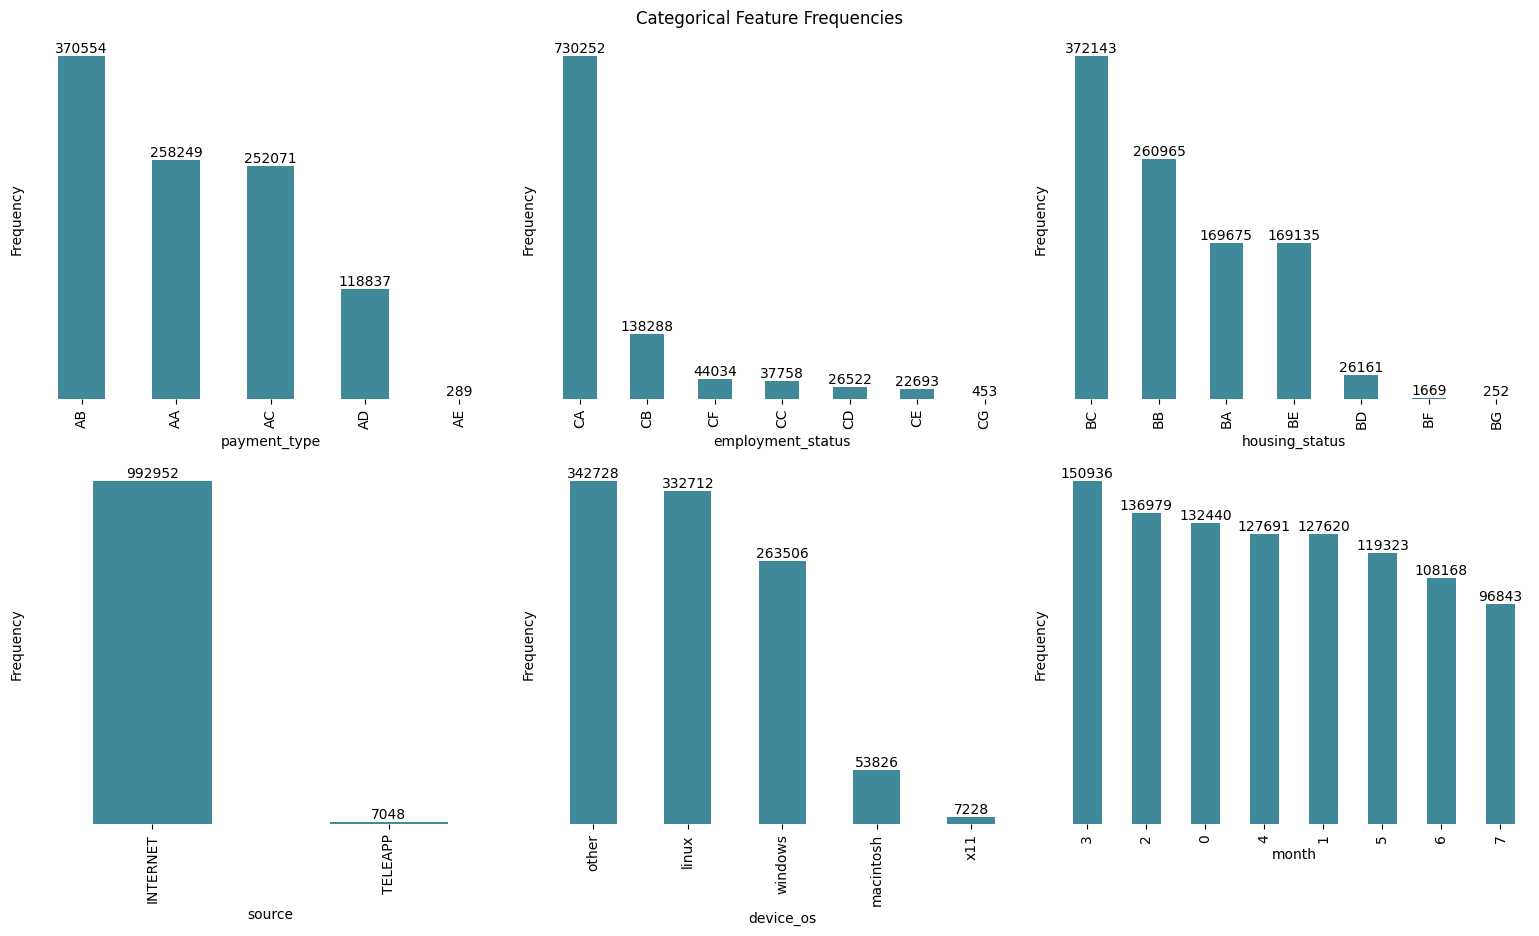 Categorical Feature Frequencies
370554
258249
252071
118837
289
Frequency
AB
AA
AC
AD
AE
payment_type
730252
138288
44034
37758
26522
22693
453
Frequency
CA
CB
CF
CC
CD
CE
CG
employment_status
372143
260965
169675
169135
26161
1669
252
Frequency
BC
BB
BA
BE
BD
BF
BG
housing_status
992952
7048
Frequency
INTERNET
TELEAPP
source
342728
332712
263506
53826
7228
Frequency
other
linux
windows
macintosh
x11
device_os
150936
136979
132440
127691
127620
119323
108168
96843
Frequency
3
2
0
4
1
5
6
7
month